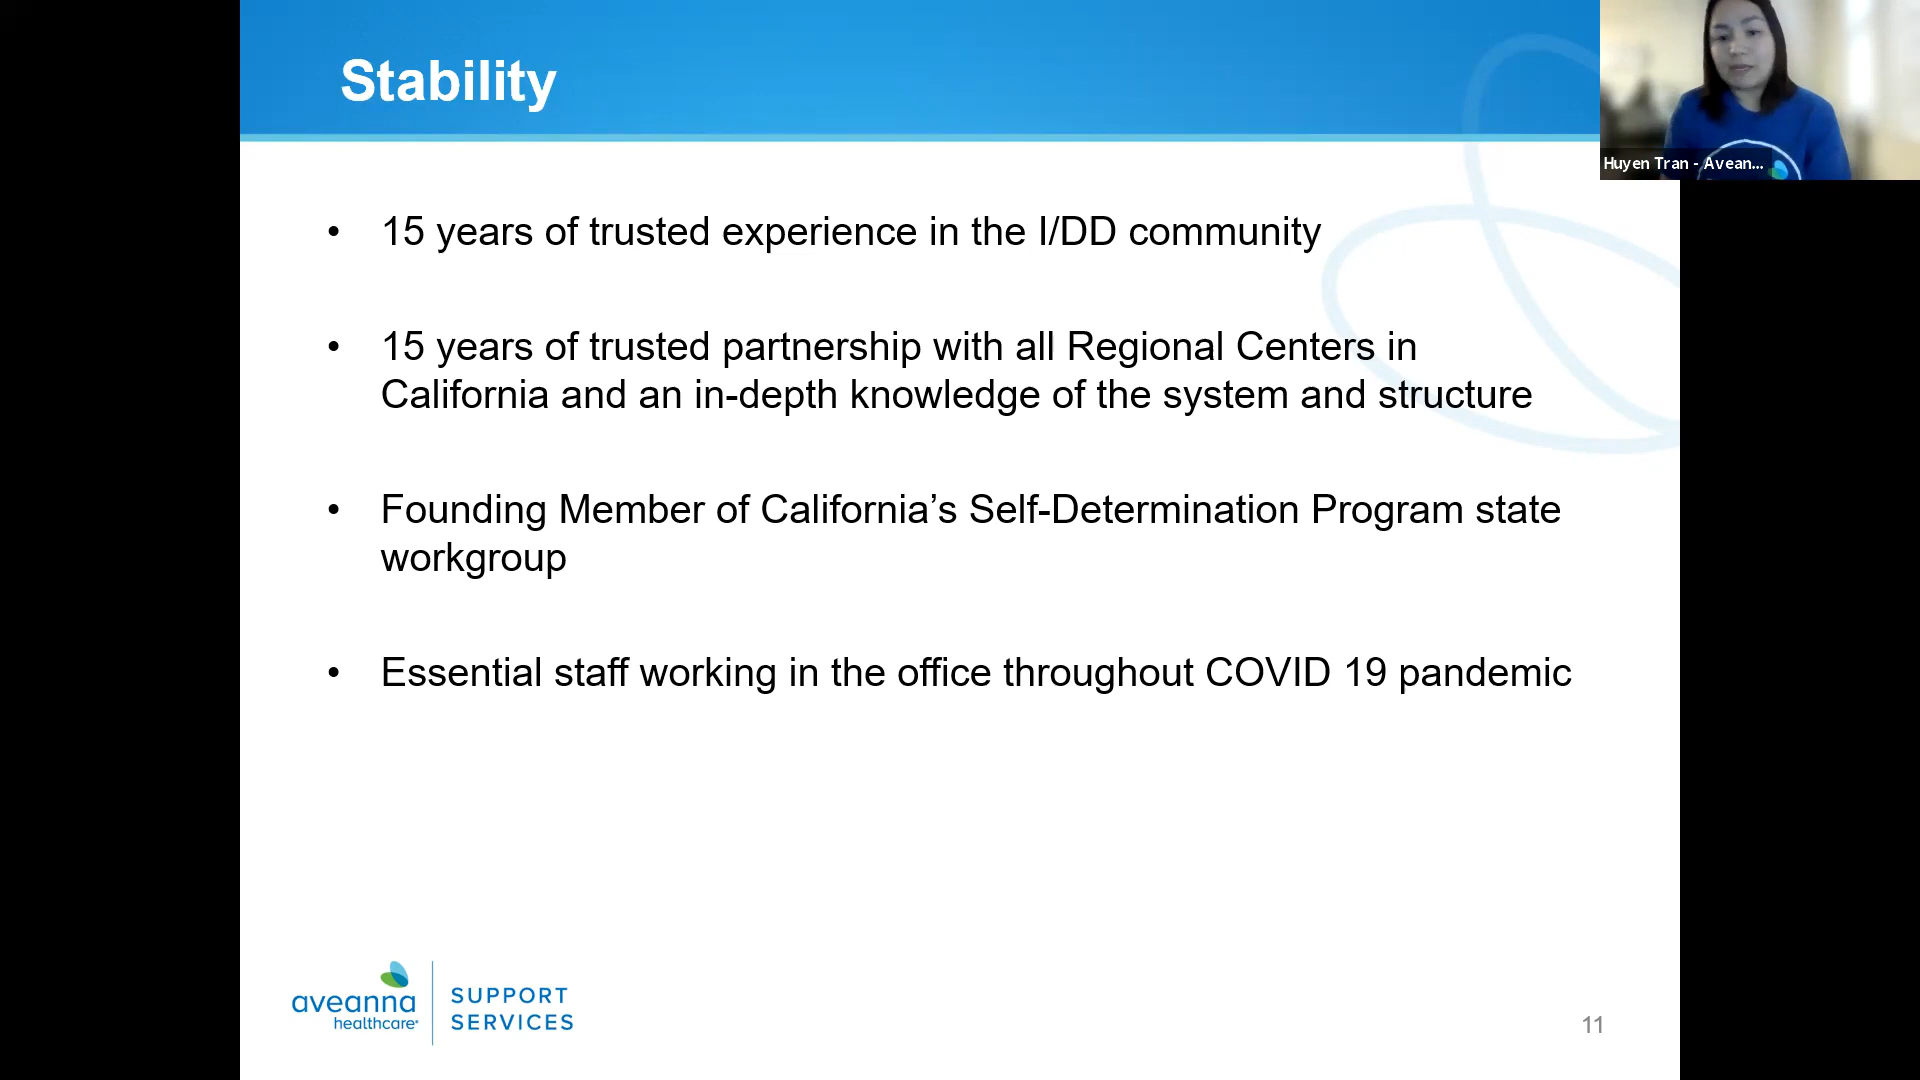 Stability
Huyen Tran - Avean...
• 15 years of trusted experience in the I/DD community
• 15 years of trusted partnership with all Regional Centers in
California and an in-depth knowledge of the system and structure
• Founding Member of California’s Self-Determination Program state
workgroup
• Essential staff working in the office throughout COVID 19 pandemic
aveanna
healthcare
SUPPORT
SERVICES
11